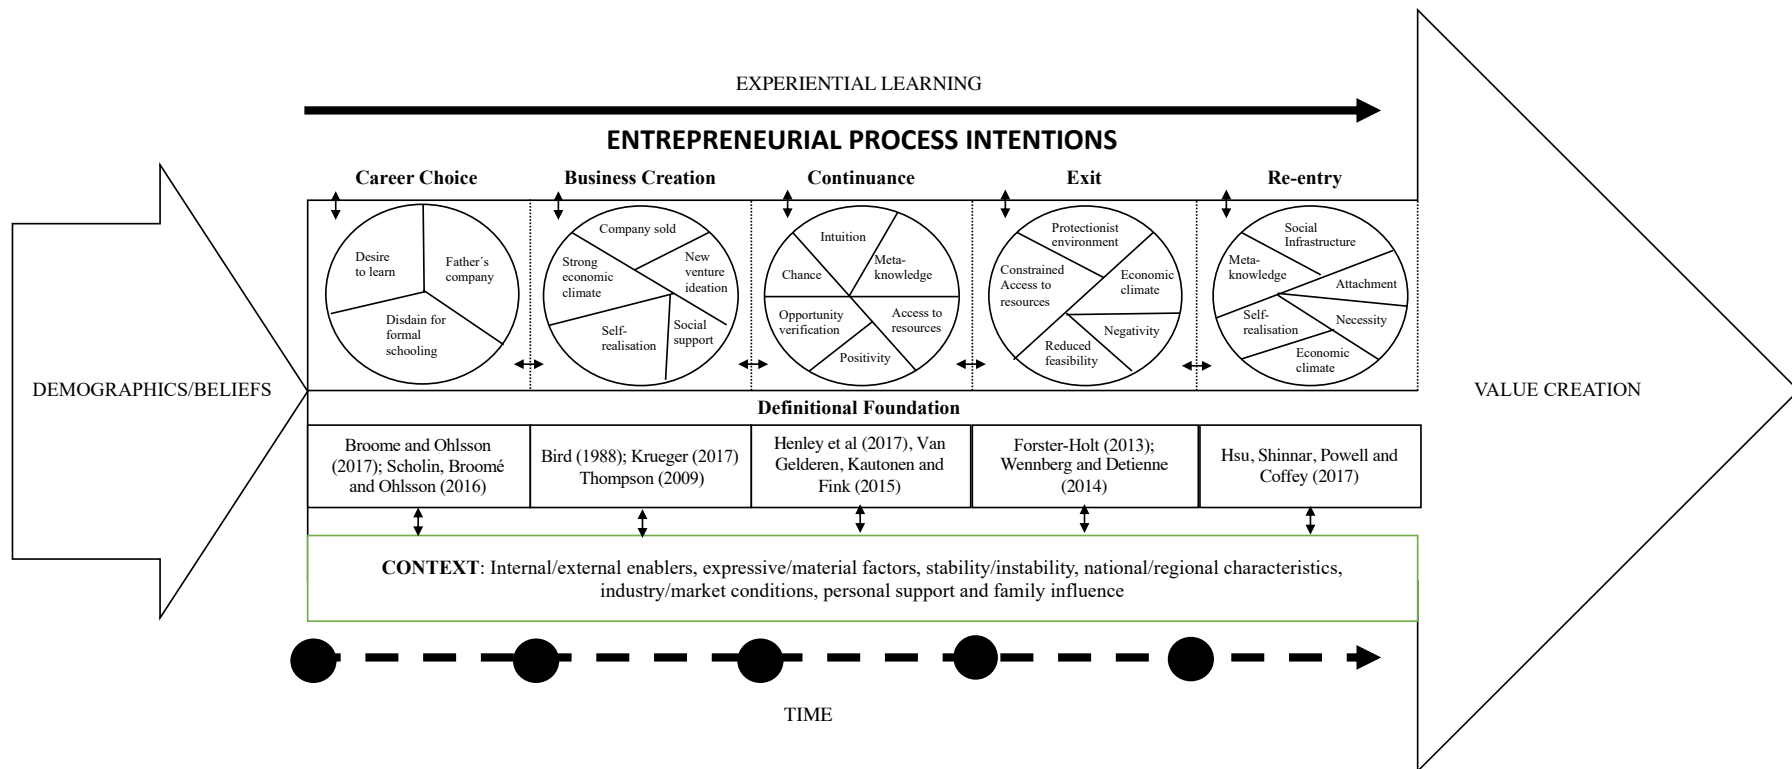 EXPERIENTIAL LEARNING
ENTREPRENEURIAL PROCESS INTENTIONS
Career Choice
Business Creation
Continuance
Exit
Re-entry
Desire
to learn
Father´s
company
Disdain for
formal
schooling
Company sold
Strong
economic
climate
New
venture
ideation
Self-
realisation
Social
support
Intuition
Chance
Meta-
knowledge
Opportunity
verification
Access to
resources
Positivity
Protectionist
environment
Constrained
Access to
resources
Economic
climate
Negativity
Reduced
feasibility
Social
Infrastructure
Meta-
knowledge
Attachment
Self-
realisation
Necessity
Economic
climate
DEMOGRAPHICS/BELIEFS
VALUE CREATION
Definitional Foundation
Broome and Ohlsson
(2017); Scholin, Broomé
and Ohlsson (2016)
Bird (1988); Krueger (2017)
Thompson (2009)
Henley et al (2017), Van
Gelderen, Kautonen and
Fink (2015)
Forster-Holt (2013);
Wennberg and Detienne
(2014)
Hsu, Shinnar, Powell and
Coffey (2017)
CONTEXT: Internal/external enablers, expressive/material factors, stability/instability, national/regional characteristics,
industry/market conditions, personal support and family influence
TIME